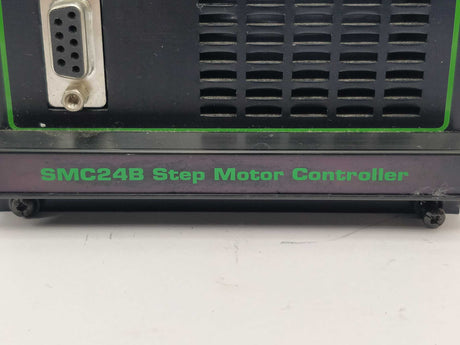 SMC24B Step Motor Controller